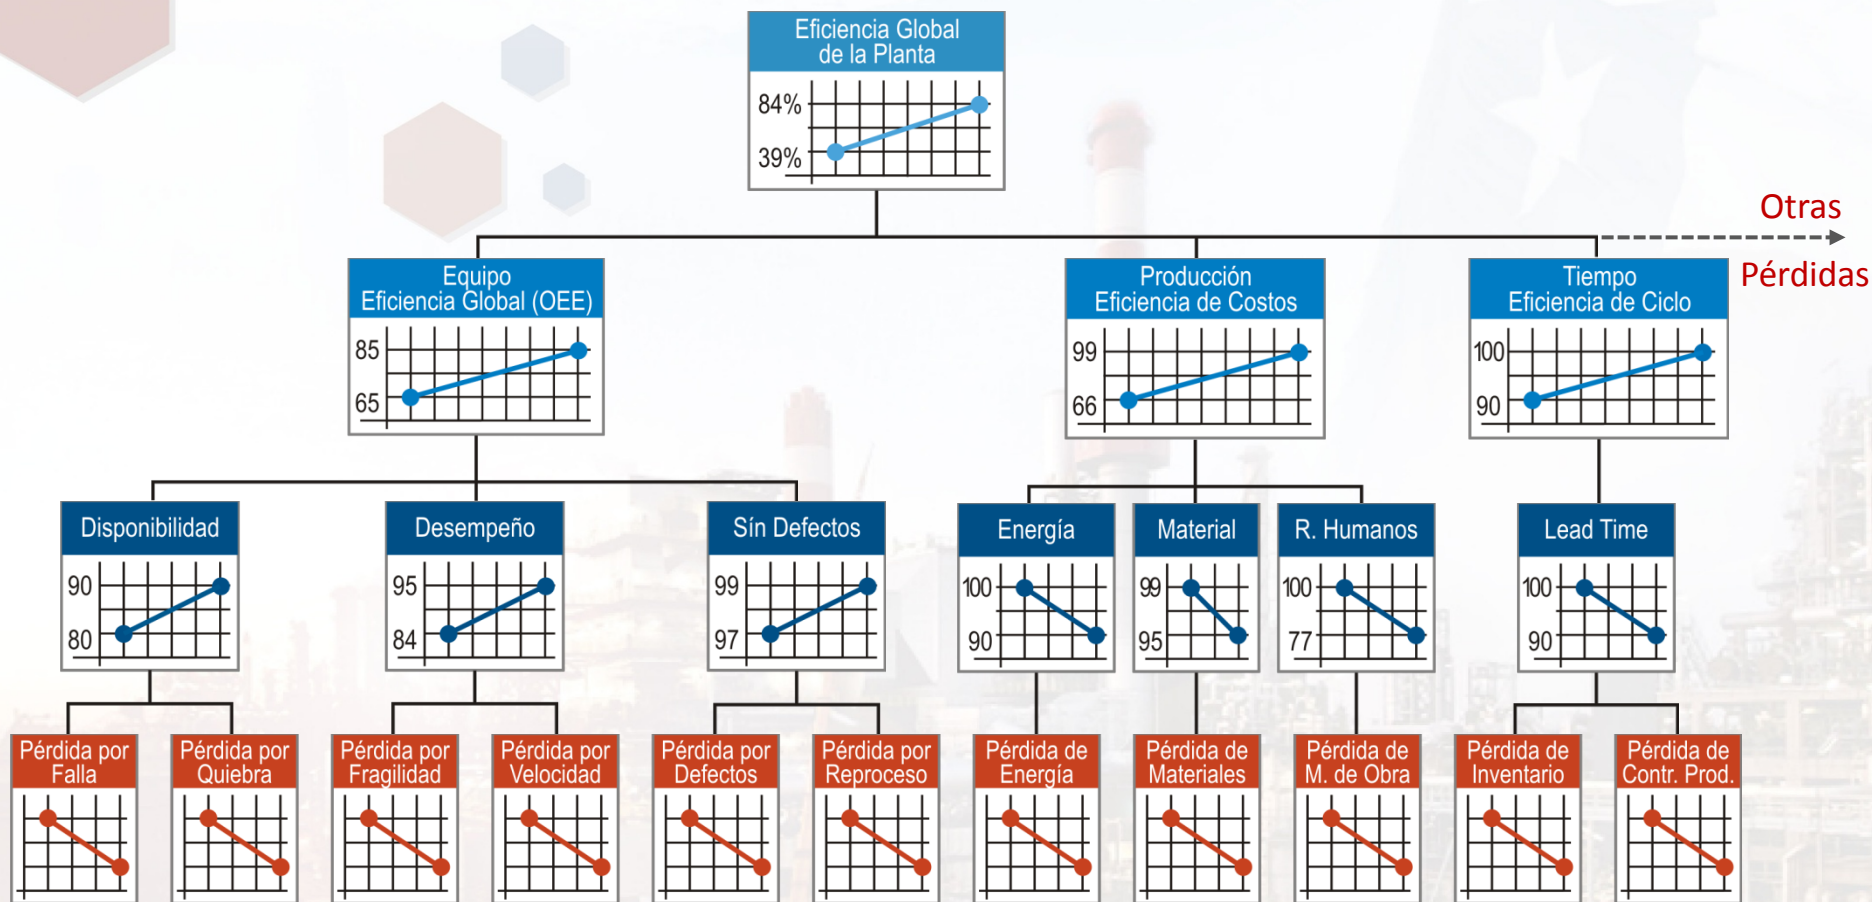 Eficiencia Global
de la Planta
84%
39%
Otras
Pérdidas
Equipo
Eficiencia Global (OEE)
85
65
Producción
Eficiencia de Costos
99
66
Tiempo
Eficiencia de Ciclo
100
90
Disponibilidad
90
80
Desempeño
95
84
Sín Defectos
99
97
Energía
100
90
Material
99
95
R. Humanos
100
77
Lead Time
100
90
Pérdida por
Falla
Pérdida por
Quiebra
Pérdida por
Fragilidad
Pérdida por
Velocidad
Pérdida por
Defectos
Pérdida por
Reproceso
Pérdida de
Energía
Pérdida de
Materiales
Pérdida de
M. de Obra
Pérdida de
Inventario
Pérdida de
Contr. Prod.